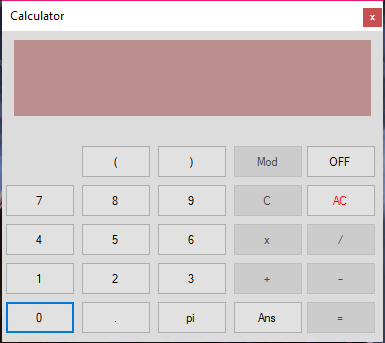 Calculator x
( ) Mod OFF
7 8 9 C AC
4 5 6 x /
1 2 3 + -
0 . pi Ans =